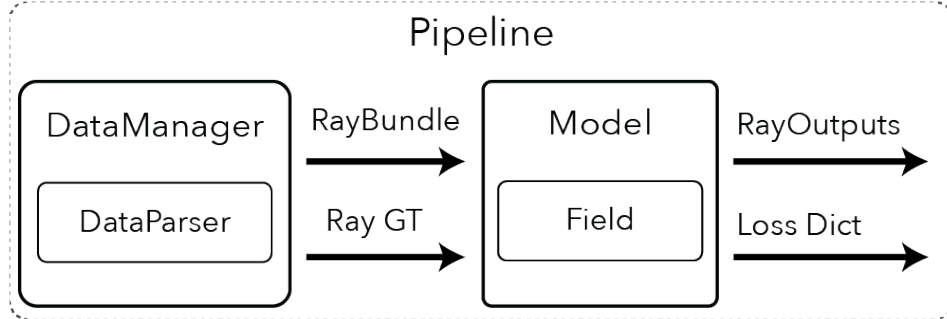 Pipeline
DataManager
DataParser
RayBundle
Ray GT
Model
Field
RayOutputs
Loss Dict